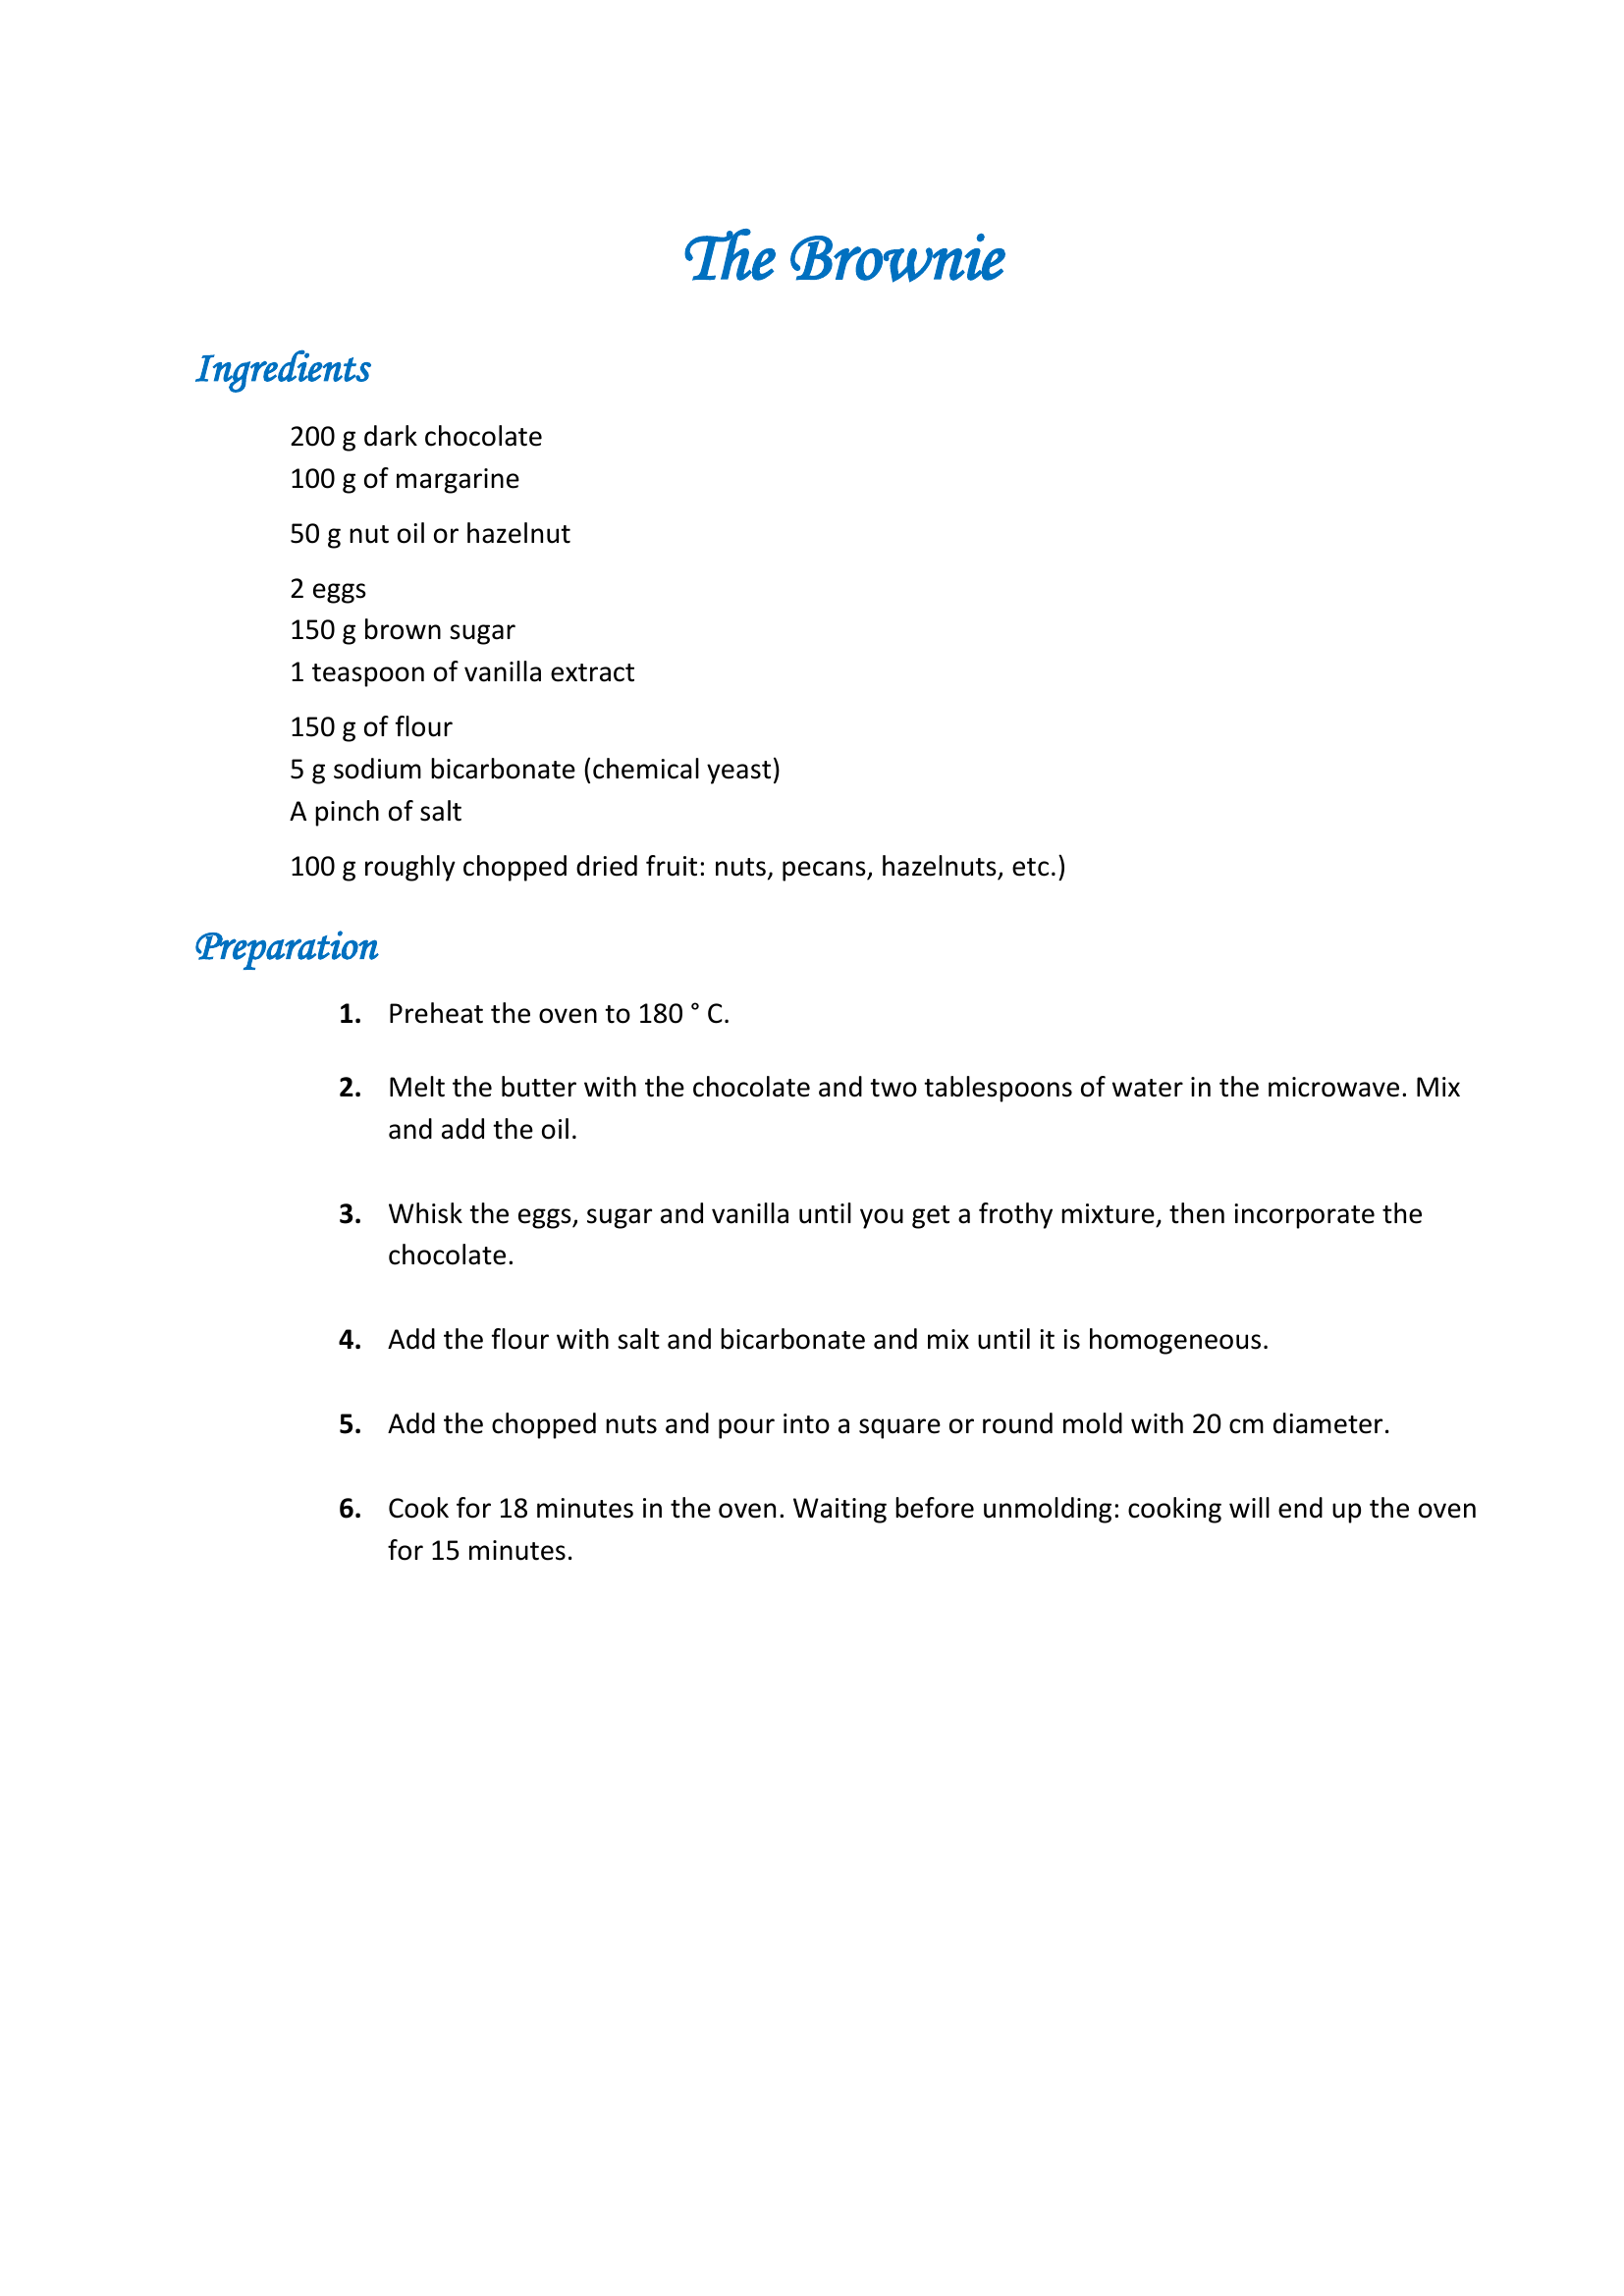 The Brownie
Ingredients
200 g dark chocolate
100 g of margarine
50 g nut oil or hazelnut
2 eggs
150 g brown sugar
1 teaspoon of vanilla extract
150 g of flour
5 g sodium bicarbonate (chemical yeast)
A pinch of salt
100 g roughly chopped dried fruit: nuts, pecans, hazelnuts, etc.)
Preparation
1. Preheat the oven to 180 ° C.
2. Melt the butter with the chocolate and two tablespoons of water in the microwave. Mix
and add the oil.
3. Whisk the eggs, sugar and vanilla until you get a frothy mixture, then incorporate the
chocolate.
4. Add the flour with salt and bicarbonate and mix until it is homogeneous.
5. Add the chopped nuts and pour into a square or round mold with 20 cm diameter.
6. Cook for 18 minutes in the oven. Waiting before unmolding: cooking will end up the oven
for 15 minutes.